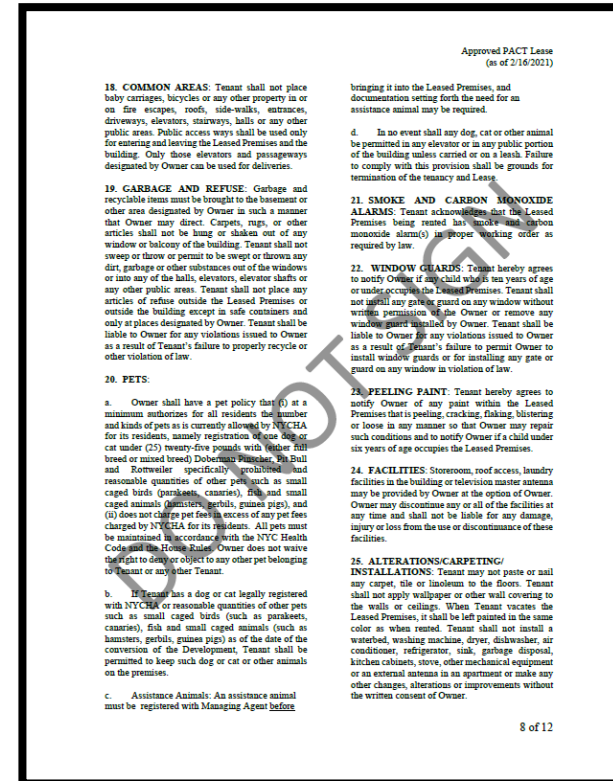 Approved PACT Lease
(as of 2/16/2021)
18. COMMON AREAS: Tenant shall not place
baby carriages, bicycles or any other property in or
on fire escapes, roofs, side-walks, entrances,
driveways, elevators, stairways, halls or any other
public areas. Public access ways shall be used only
for entering and leaving the Leased Premises and the
building. Only those elevators and passageways
designated by Owner can be used for deliveries.
19. GARBAGE AND REFUSE: Garbage and
recyclable items must be brought to the basement or
other area designated by Owner in such a manner
that Owner may direct. Carpets, rugs, or other
articles shall not be hung or shaken out of any
window or balcony of the building. Tenant shall not
sweep or throw or permit to be swept or thrown any
dirt, garbage or other substances out of the windows
or into any of the halls, elevators, elevator shafts or
any other public areas. Tenant shall not place any
articles of refuse outside the Leased Premises or
outside the building except in safe containers and
only at places designated by Owner. Tenant shall be
liable to Owner for any violations issued to Owner
as a result of Tenant's failure to properly recycle or
other violation of law.
20. PETS:
a. Owner shall have a pet policy that (i) at a
minimum authorizes for all residents the number
and kinds of pets as is currently allowed by NYCHA
for its residents, namely registration of one dog or
cat under (25) twenty-five pounds with (either full
breed or mixed breed) Doberman Pinscher, Pit Bull
and Rottweiler specifically prohibited and
reasonable quantities of other pets such as small
caged birds (parakeets, canaries), fish and small
caged animals (hamsters, gerbils, guinea pigs), and
(ii) does not charge pet fees in excess of any pet fees
charged by NYCHA for its residents. All pets must
be maintained in accordance with the NYC Health
Code and the House Rules. Owner does not waive
the right to deny or object to any other pet belonging
to Tenant or any other Tenant.
b. If Tenant has a dog or cat legally registered
with NYCHA or reasonable quantities of other pets
such as small caged birds (such as parakeets,
canaries), fish and small caged animals (such as
hamsters, gerbils, guinea pigs) as of the date of the
conversion of the Development, Tenant shall be
permitted to keep such dog or cat or other animals
on the premises.
c. Assistance Animals: An assistance animal
must be registered with Managing Agent before
bringing it into the Leased Premises, and
documentation setting forth the need for an
assistance animal may be required.
d. In no event shall any dog, cat or other animal
be permitted in any elevator or in any public portion
of the building unless carried or on a leash. Failure
to comply with this provision shall be grounds for
termination of the tenancy and Lease.
21. SMOKE AND CARBON MONOXIDE
ALARMS: Tenant acknowledges that the Leased
Premises being rented has smoke and carbon
monoxide alarm(s) in proper working order as
required by law.
22. WINDOW GUARDS: Tenant hereby agrees
to notify Owner if any child who is ten years of age
or under occupies the Leased Premises. Tenant shall
not install any gate or guard on any window without
written permission of the Owner or remove any
window guard installed by Owner. Tenant shall be
liable to Owner for any violations issued to Owner
as a result of Tenant's failure to permit Owner to
install window guards or for installing any gate or
guard on any window in violation of law.
23. PEELING PAINT: Tenant hereby agrees to
notify Owner of any paint within the Leased
Premises that is peeling, cracking, flaking, blistering
or loose in any manner so that Owner may repair
such conditions and to notify Owner if a child under
six years of age occupies the Leased Premises.
24. FACILITIES: Storeroom, roof access, laundry
facilities in the building or television master antenna
may be provided by Owner at the option of Owner.
Owner may discontinue any or all of the facilities at
any time and shall not be liable for any damage,
injury or loss from the use or discontinuance of these
facilities.
25. ALTERATIONS/CARPETING/
INSTALLATIONS: Tenant may not paste or nail
any carpet, tile or linoleum to the floors. Tenant
shall not apply wallpaper or other wall covering to
the walls or ceilings. When Tenant vacates the
Leased Premises, it shall be left painted in the same
color as when rented. Tenant shall not install a
waterbed, washing machine, dryer, dishwasher, air
conditioner, refrigerator, sink, garbage disposal,
kitchen cabinets, stove, other mechanical equipment
or an external antenna in an apartment or make any
other changes, alterations or improvements without
the written consent of Owner.
8 of 12
DO NOT SIGN